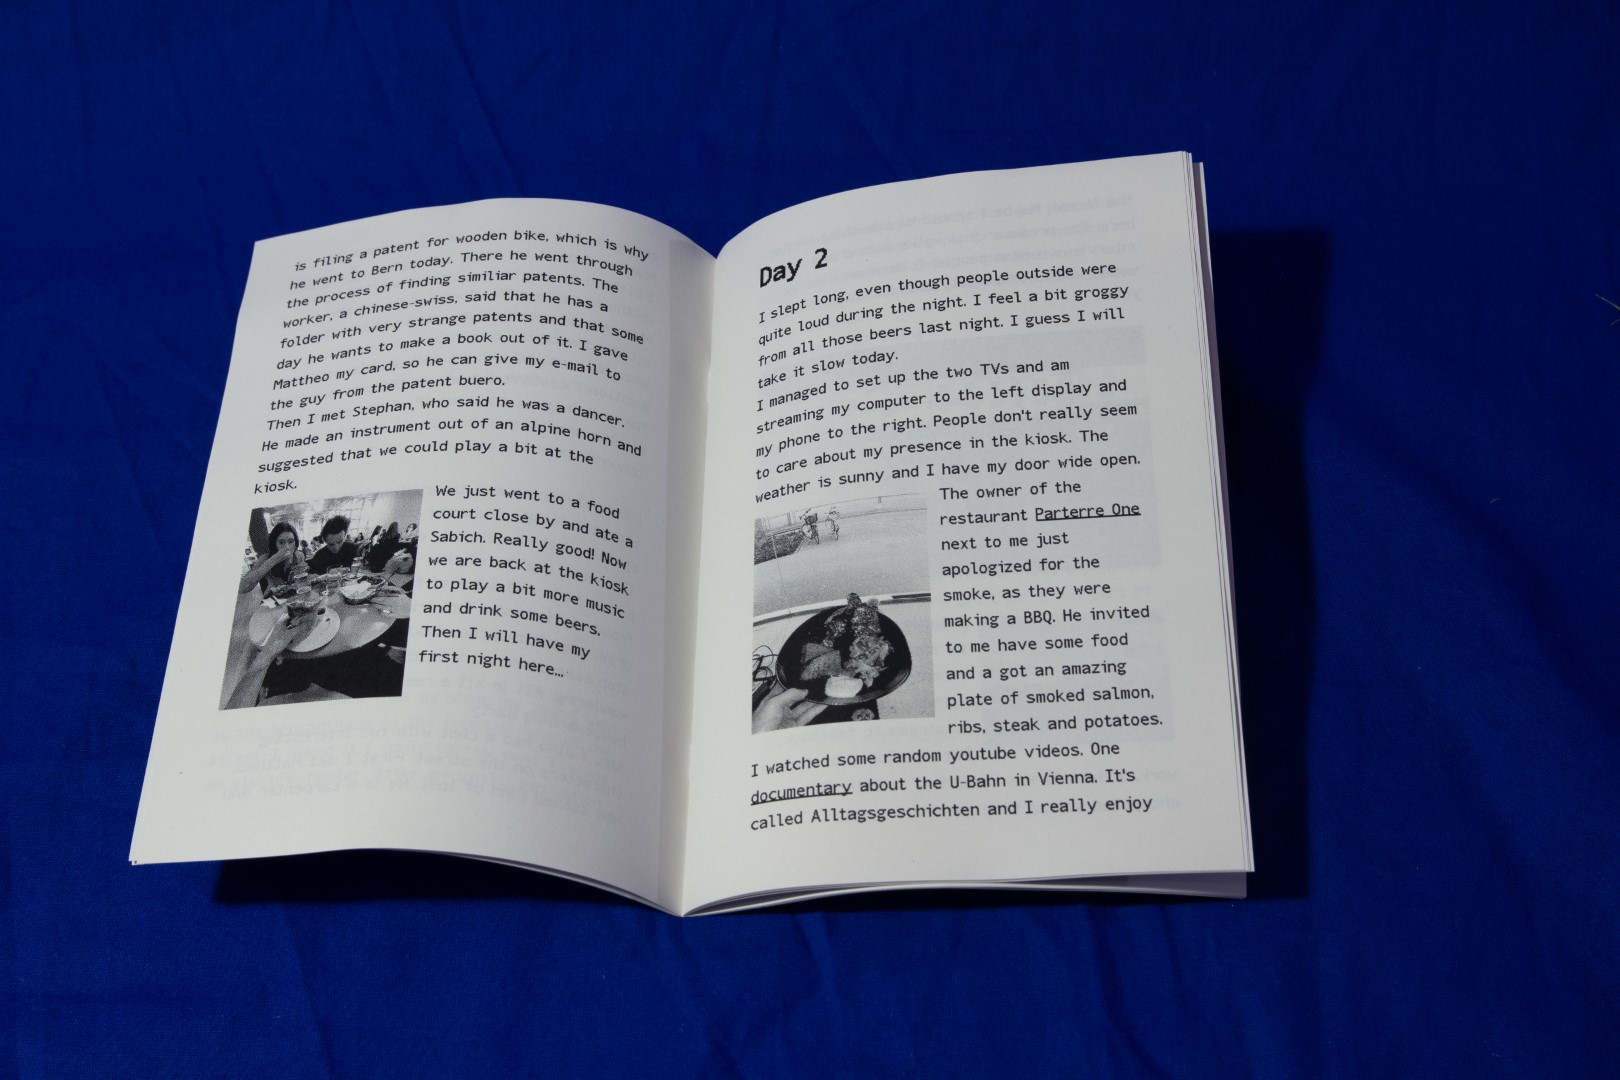 is filing a patent for wooden bike, which is why
he went to Bern today. There he went through
the process of finding similiar patents. The
worker, a chinese-swiss, said that he has a
folder with very strange patents and that some
day he wants to make a book out of it. I gave
Mattheo my card, so he can give my e-mail to
the guy from the patent buero.
Then I met Stephan, who said he was a dancer.
He made an instrument out of an alpine horn and
suggested that we could play a bit at the
kiosk.
We just went to a food
court close by and ate a
Sabich. Really good! Now
we are back at the kiosk
to play a bit more music
and drink some beers.
Then I will have my
first night here…
Day 2
I slept long, even though people outside were
quite loud during the night. I feel a bit groggy
from all those beers last night. I guess I will
take it slow today.
I managed to set up the two TVs and am
streaming my computer to the left display and
my phone to the right. People don't really seem
to care about my presence in the kiosk. The
weather is sunny and I have my door wide open.
The owner of the
restaurant Parterre One
next to me just
apologized for the
smoke, as they were
making a BBQ. He invited
to me have some food
and a got an amazing
plate of smoked salmon,
ribs, steak and potatoes.
I watched some random youtube videos. One
documentary about the U-Bahn in Vienna. It's
called Alltagsgeschichten and I really enjoy